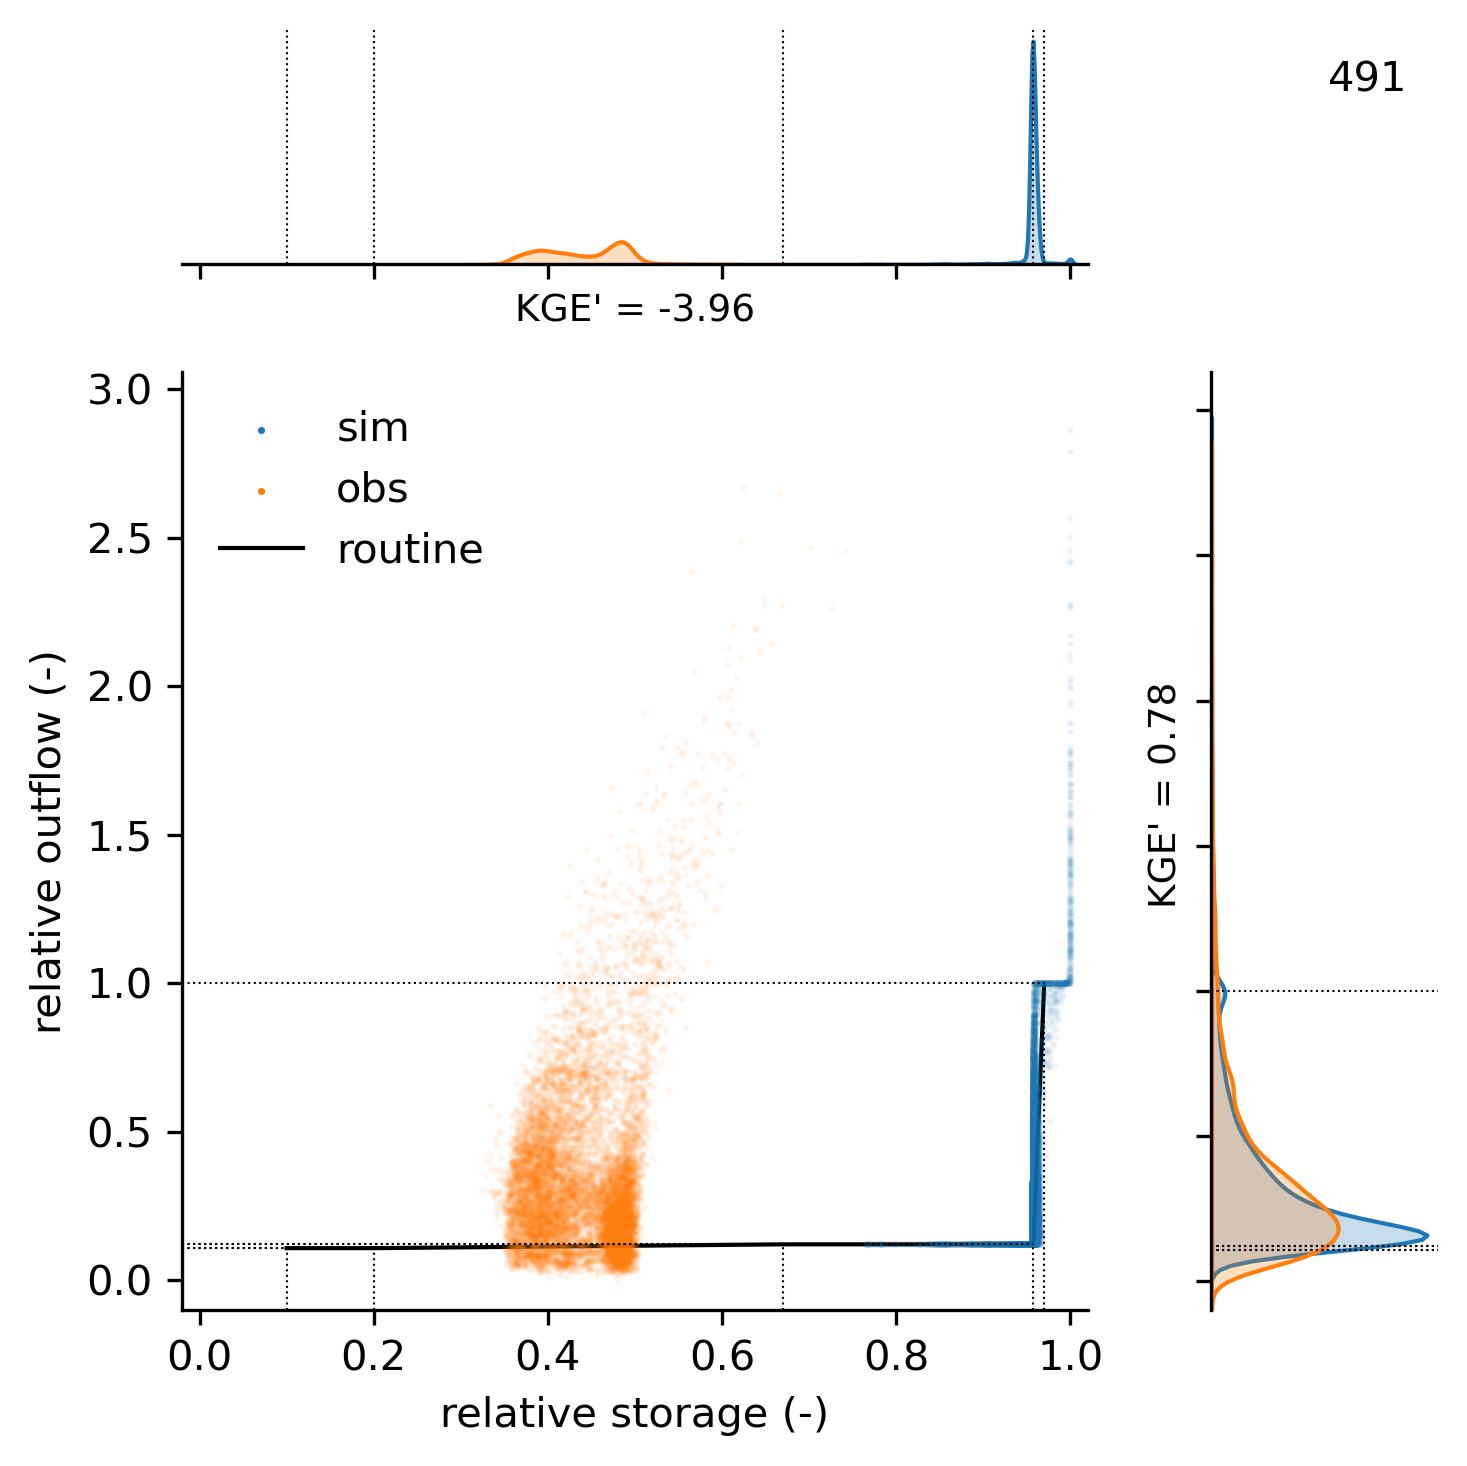 491
KGE' = -3.96
3.0
2.5
2.0
1.5
1.0
0.5
0.0
relative outflow (-)
sim
obs
routine
KGE' = 0.78
0.0 0.2 0.4 0.6 0.8 1.0
relative storage (-)